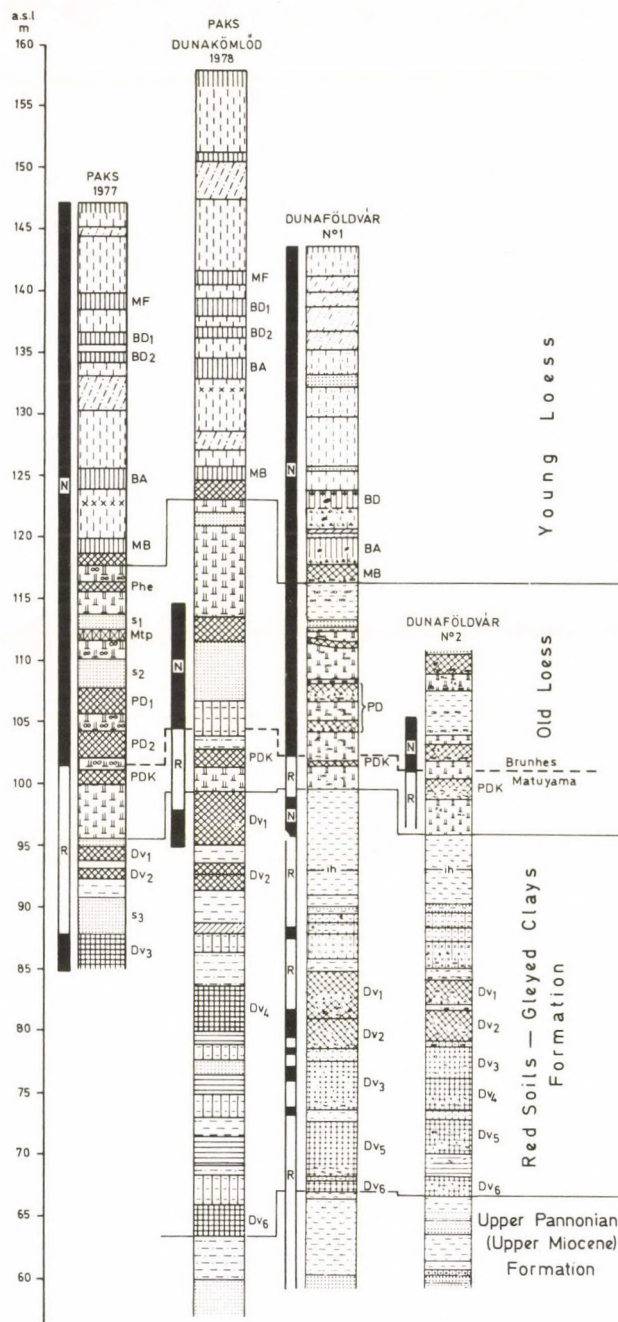 a.s.l
m
160
155
150
145
140
135
130
125
120
115
110
105
100
95
90
85
80
75
70
65
60
PAKS
1977
N
R
MF
BD1
BD2
BA
MB
Phe
s1
Mtp
s2
PD1
PD2
PDK
Dv1
Dv2
s3
Dv3
PAKS
DUNAKÖMLŐD
1978
N
R
MF
BD1
BD2
BA
MB
PDK
Dv1
Dv2
Dv4
Dv6
DUNAFÖLDVÁR
Nº1
N
R
N
R
R
R
BD
BA
MB
PD
PDK
ih
Dv1
Dv2
Dv3
Dv5
Dv6
DUNAFÖLDVÁR
Nº2
N
R
PDK
ih
Dv1
Dv2
Dv3
Dv4
Dv5
Dv6
Young Loess
Old Loess
Brunhes
Matuyama
Red Soils – Gleyed Clays
Formation
Upper Pannonian
(Upper Miocene)
Formation